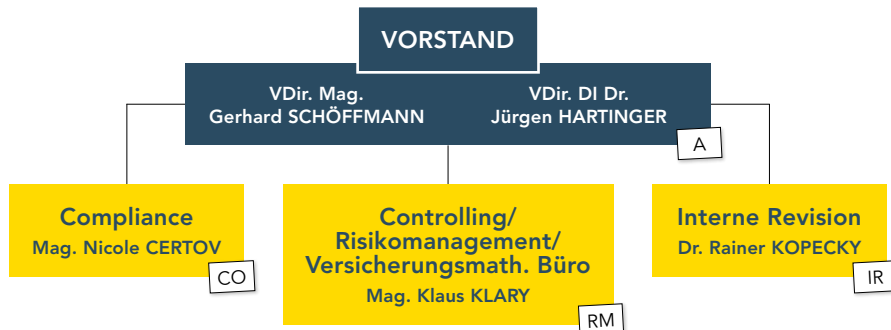 VORSTAND
VDir. Mag.
Gerhard SCHÖFFMANN
VDir. DI Dr.
Jürgen HARTINGER
A
Compliance
Mag. Nicole CERTOV
CO
Controlling/
Risikomanagement/
Versicherungsmath. Büro
Mag. Klaus KLARY
RM
Interne Revision
Dr. Rainer KOPECKY
IR